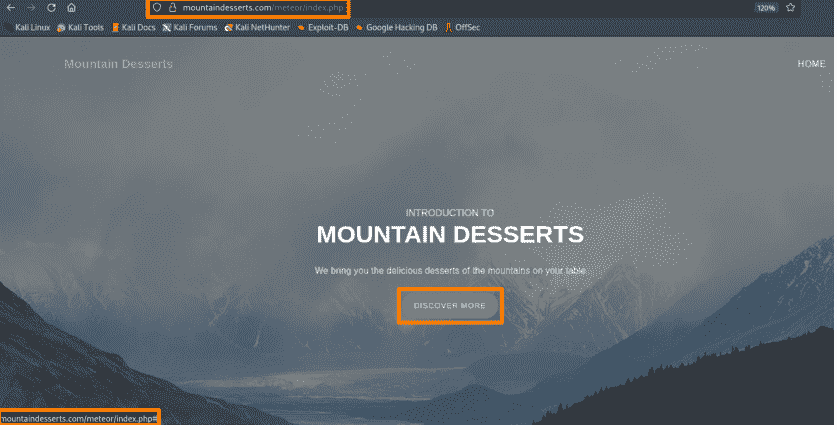 mountaindesserts.com/meteor/index.php
120%
Kali Linux Kali Tools Kali Docs Kali Forums Kali NetHunter Exploit-DB Google Hacking DB OffSec
Mountain Desserts
HOME
INTRODUCTION TO
MOUNTAIN DESSERTS
We bring you the delicious desserts of the mountains on your table.
DISCOVER MORE
mountaindesserts.com/meteor/index.php#